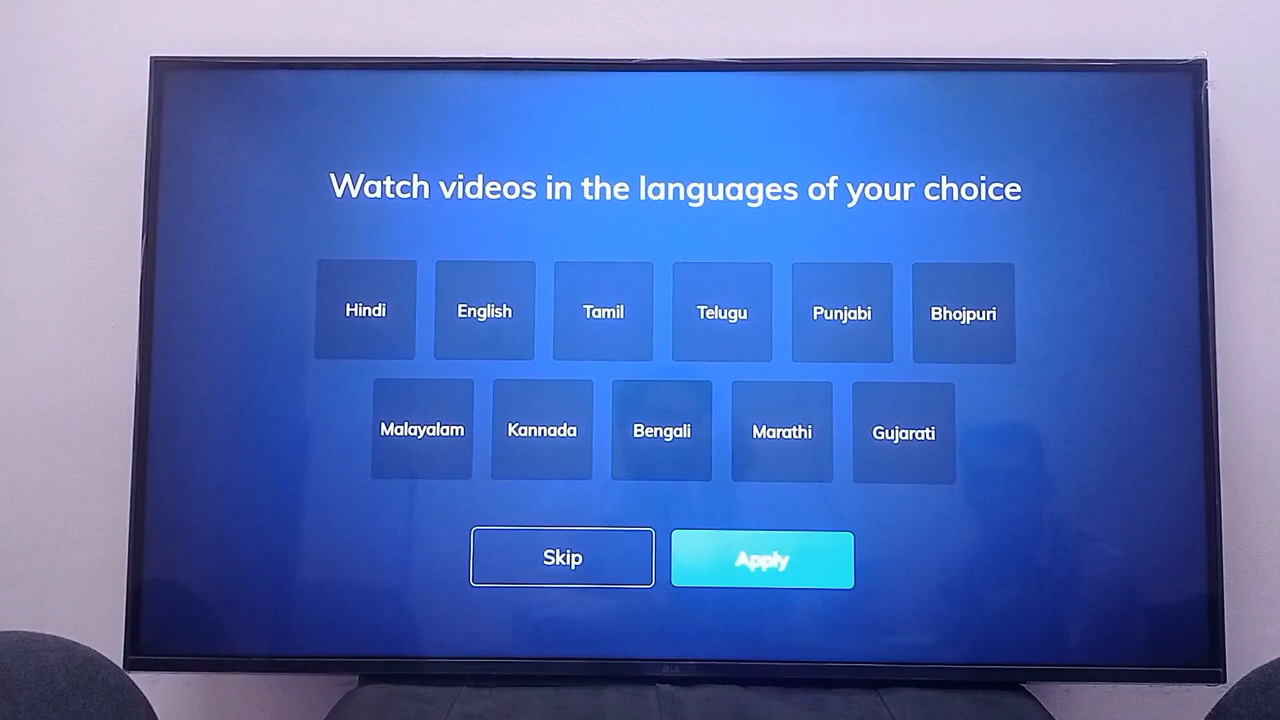 Watch videos in the languages of your choice
Hindi English Tamil Telugu Punjabi Bhojpuri
Malayalam Kannada Bengali Marathi Gujarati
Skip Apply
LG